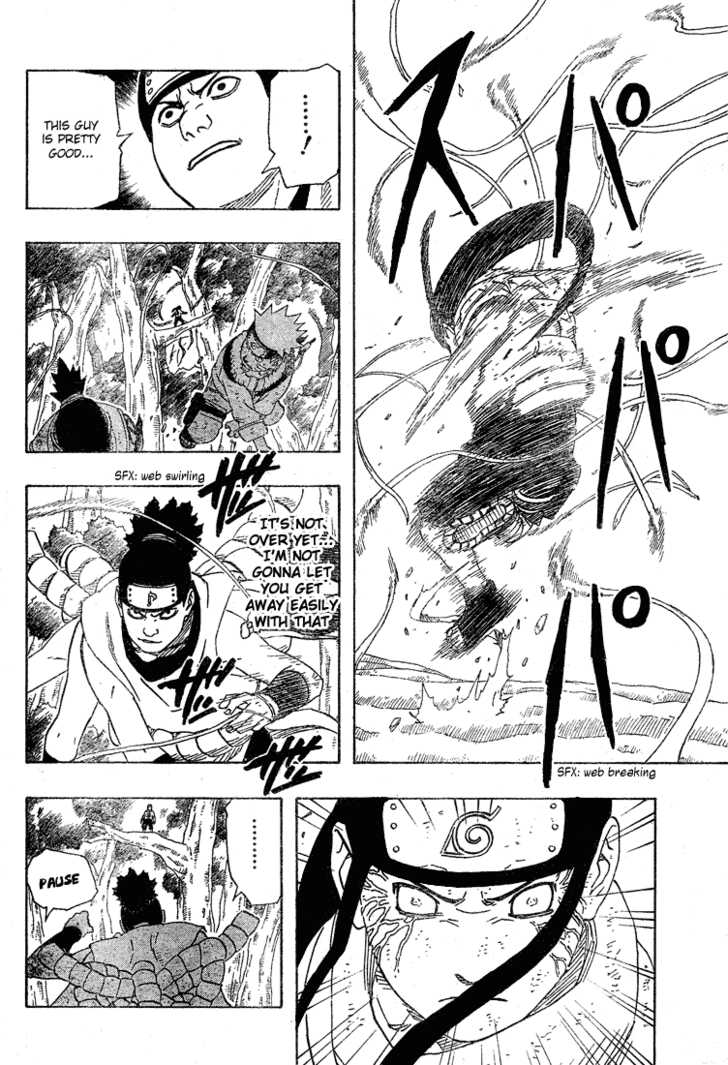 スパ
パ
パ
SFX: web breaking
......!
THIS GUY
IS PRETTY
GOOD...
SFX: web swirling
IT'S NOT
OVER YET...
I'M NOT
GONNA LET
YOU GET
AWAY EASILY
WITH THAT
........
PAUSE